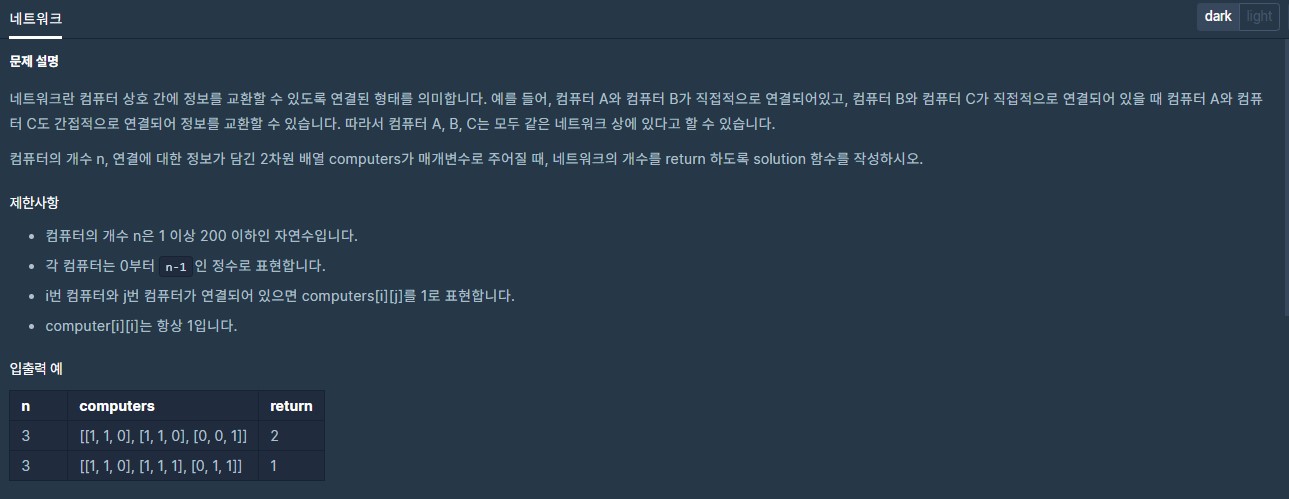 네트워크
dark light
문제 설명
네트워크란 컴퓨터 상호 간에 정보를 교환할 수 있도록 연결된 형태를 의미합니다. 예를 들어, 컴퓨터 A와 컴퓨터 B가 직접적으로 연결되어있고, 컴퓨터 B와 컴퓨터 C가 직접적으로 연결되어 있을 때 컴퓨터 A와 컴퓨
터 C도 간접적으로 연결되어 정보를 교환할 수 있습니다. 따라서 컴퓨터 A, B, C는 모두 같은 네트워크 상에 있다고 할 수 있습니다.
컴퓨터의 개수 n, 연결에 대한 정보가 담긴 2차원 배열 computers가 매개변수로 주어질 때, 네트워크의 개수를 return 하도록 solution 함수를 작성하시오.
제한사항
• 컴퓨터의 개수 n은 1 이상 200 이하인 자연수입니다.
• 각 컴퓨터는 0부터 n-1 인 정수로 표현합니다.
• i번 컴퓨터와 j번 컴퓨터가 연결되어 있으면 computers[i][j]를 1로 표현합니다.
• computer[i][i]는 항상 1입니다.
입출력 예
n computers return
3 [[1, 1, 0], [1, 1, 0], [0, 0, 1]] 2
3 [[1, 1, 0], [1, 1, 1], [0, 1, 1]] 1